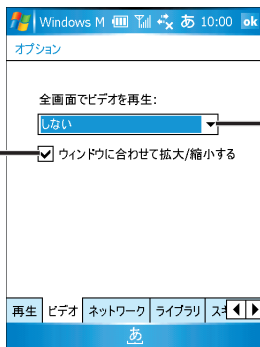 Windows M あ 10:00 ok
オプション
全画面でビデオを再生:
しない
ウィンドウに合わせて拡大/縮小する
再生 ビデオ ネットワーク ライブラリ
あ